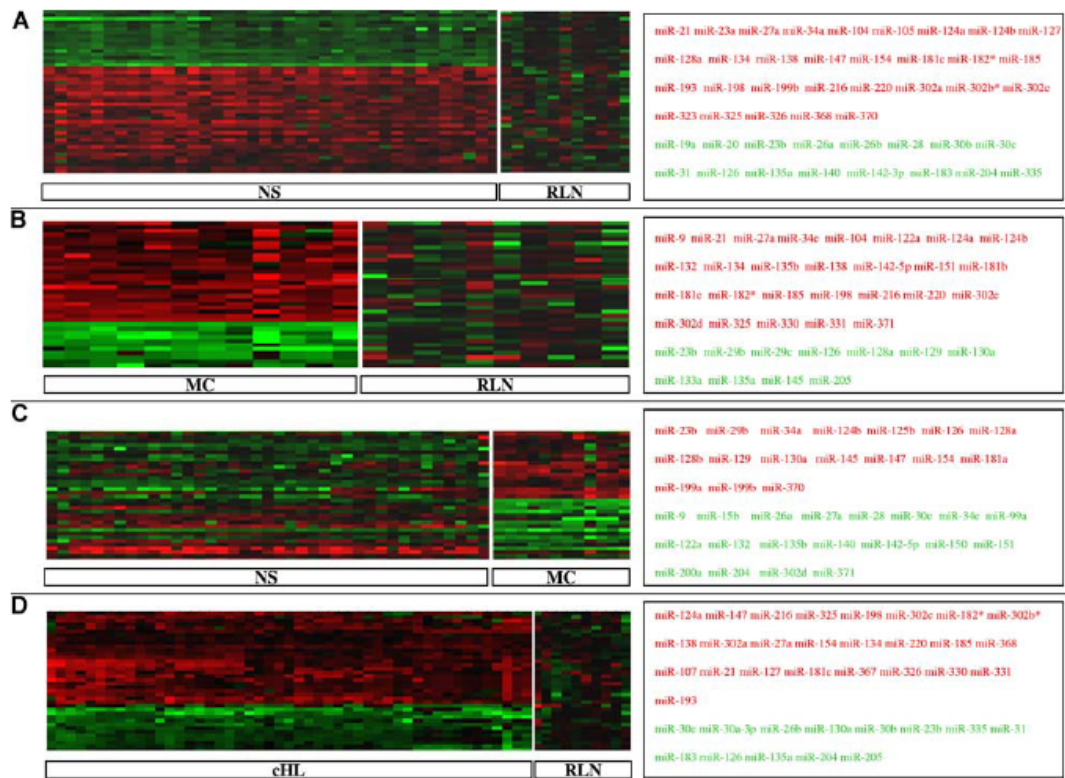 A
miR-21 miR-23a miR-27a miR-34a miR-104 miR-105 miR-124a miR-124b miR-127
miR-128a miR-134 miR-138 miR-147 miR-154 miR-181c miR-182* miR-185
miR-193 miR-198 miR-199b miR-216 miR-220 miR-302a miR-302b* miR-302c
miR-323 miR-325 miR-326 miR-368 miR-370
miR-19a miR-20 miR-23b miR-26a miR-26b miR-28 miR-30b miR-30c
miR-31 miR-126 miR-135a miR-140 miR-142-3p miR-183 miR-204 miR-335
NS RLN
B
miR-9 miR-21 miR-27a miR-34c miR-104 miR-122a miR-124a miR-124b
miR-132 miR-134 miR-135b miR-138 miR-142-5p miR-151 miR-181b
miR-181c miR-182* miR-185 miR-198 miR-216 miR-220 miR-302c
miR-302d miR-325 miR-330 miR-331 miR-371
miR-23b miR-29b miR-29c miR-126 miR-128a miR-129 miR-130a
miR-133a miR-135a miR-145 miR-205
MC RLN
C
miR-23b miR-29b miR-34a miR-124b miR-125b miR-126 miR-128a
miR-128b miR-129 miR-130a miR-145 miR-147 miR-154 miR-181a
miR-199a miR-199b miR-370
miR-9 miR-15b miR-26a miR-27a miR-28 miR-30c miR-34c miR-99a
miR-122a miR-132 miR-135b miR-140 miR-142-5p miR-150 miR-151
miR-200a miR-204 miR-302d miR-371
NS MC
D
miR-124a miR-147 miR-216 miR-325 miR-198 miR-302c miR-182* miR-302b*
miR-138 miR-302a miR-27a miR-154 miR-134 miR-220 miR-185 miR-368
miR-107 miR-21 miR-127 miR-181c miR-367 miR-326 miR-330 miR-331
miR-193
miR-30c miR-30a-3p miR-26b miR-130a miR-30b miR-23b miR-335 miR-31
miR-183 miR-126 miR-135a miR-204 miR-205
cHL RLN